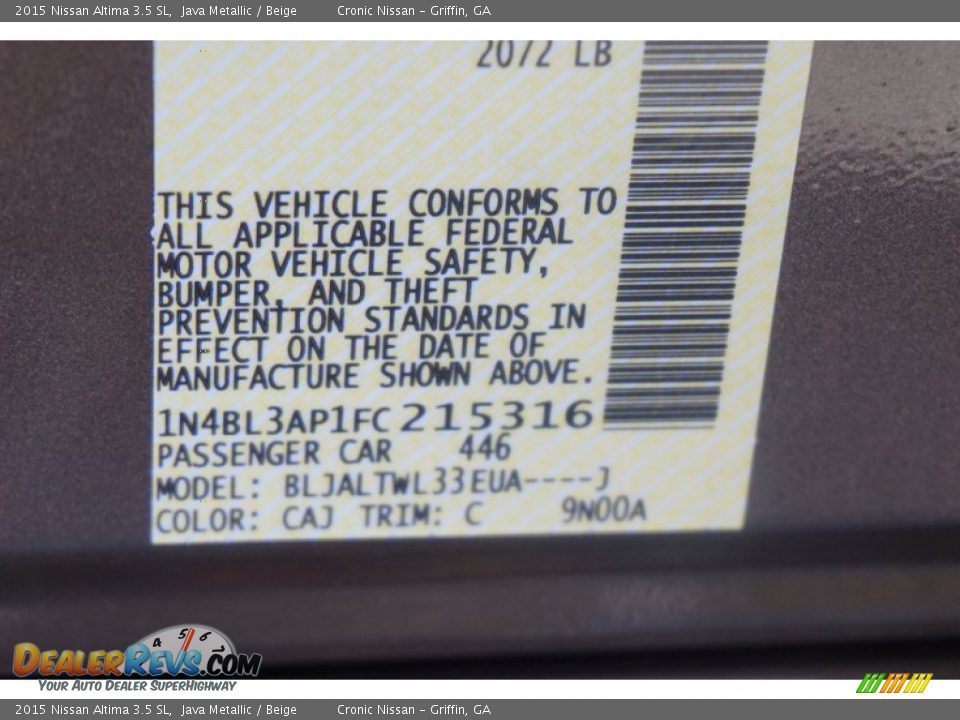 2015 Nissan Altima 3.5 SL, Java Metallic / Beige Cronic Nissan - Griffin, GA
2072 LB
THIS VEHICLE CONFORMS TO
ALL APPLICABLE FEDERAL
MOTOR VEHICLE SAFETY,
BUMPER, AND THEFT
PREVENTION STANDARDS IN
EFFECT ON THE DATE OF
MANUFACTURE SHOWN ABOVE.
1N4BL3AP1FC215316
PASSENGER CAR 446
MODEL: BLJALTWL33EUA----J
COLOR: CAJ TRIM: C 9N00A
4 5 6
DEALERREVS.COM
YOUR AUTO DEALER SUPERHIGHWAY
2015 Nissan Altima 3.5 SL, Java Metallic / Beige Cronic Nissan - Griffin, GA